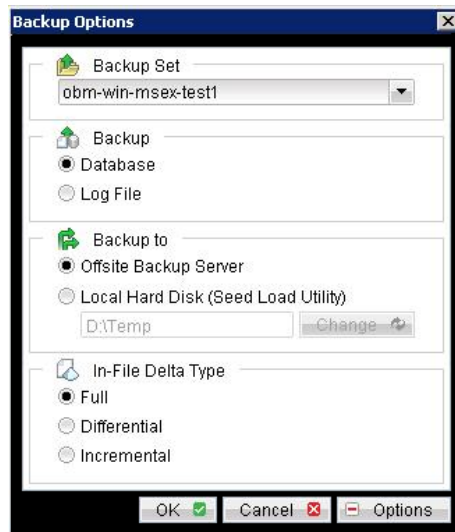 Backup Options
Backup Set
obm-win-msex-test1
Backup
Database
Log File
Backup to
Offsite Backup Server
Local Hard Disk (Seed Load Utility)
D:\Temp
Change
In-File Delta Type
Full
Differential
Incremental
OK
Cancel
Options